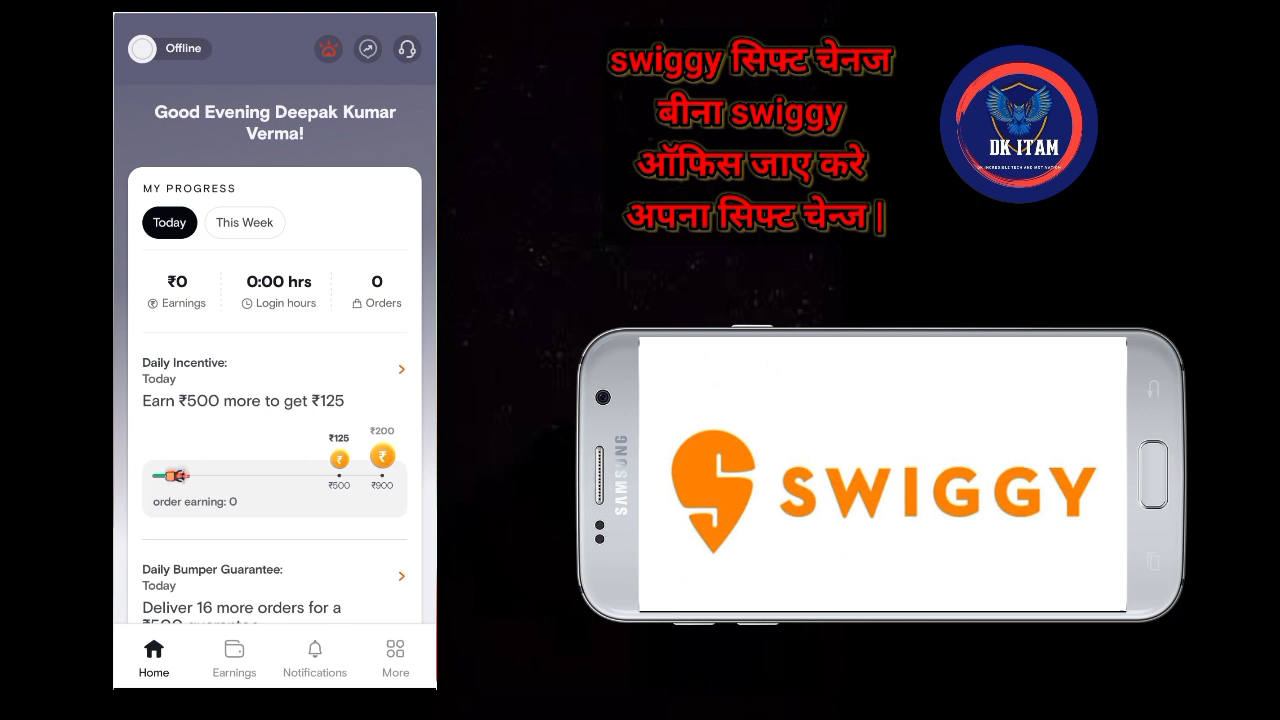 Offline
Good Evening Deepak Kumar
Verma!
MY PROGRESS
Today
This Week
₹0
0:00 hrs
0
Earnings
Login hours
Orders
Daily Incentive:
Today
Earn ₹500 more to get ₹125
₹125
₹200
₹500
₹900
order earning: 0
Daily Bumper Guarantee:
Today
Deliver 16 more orders for a
Home
Earnings
Notifications
More
swiggy सिफ्ट चेनज
बीना swiggy
ऑफिस जाए करे
अपना सिफ्ट चेन्ज |
DK ITAM
SAMSUNG
SWIGGY